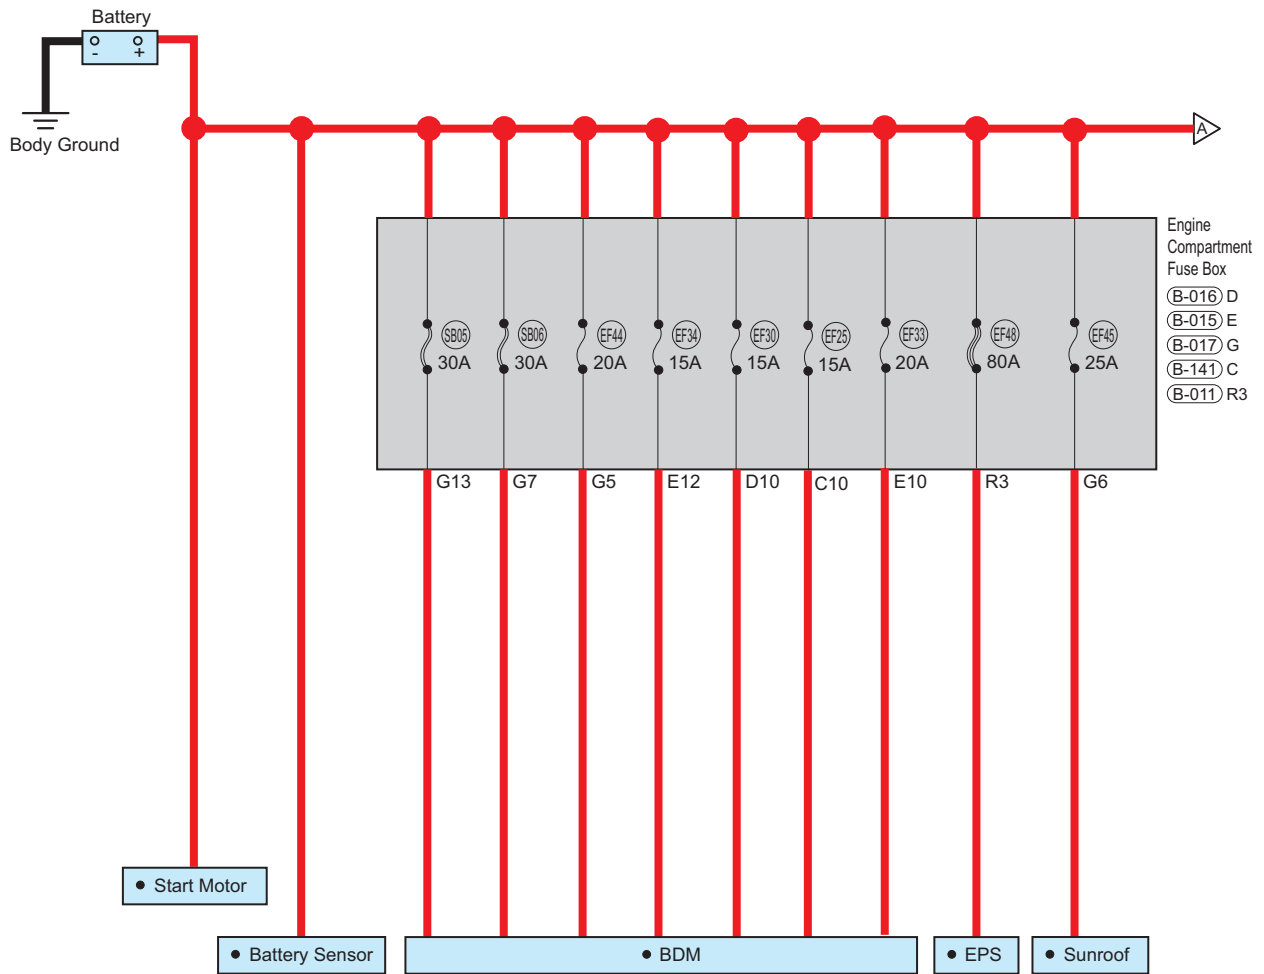 Battery
- +
Body Ground
A
Engine
Compartment
Fuse Box
B-016 D
B-015 E
B-017 G
B-141 C
B-011 R3
SB05 30A
SB06 30A
EF44 20A
EF34 15A
EF30 15A
EF25 15A
EF33 20A
EF48 80A
EF45 25A
G13 G7 G5 E12 D10 C10 E10 R3 G6
• Start Motor
• Battery Sensor
• BDM
• EPS
• Sunroof